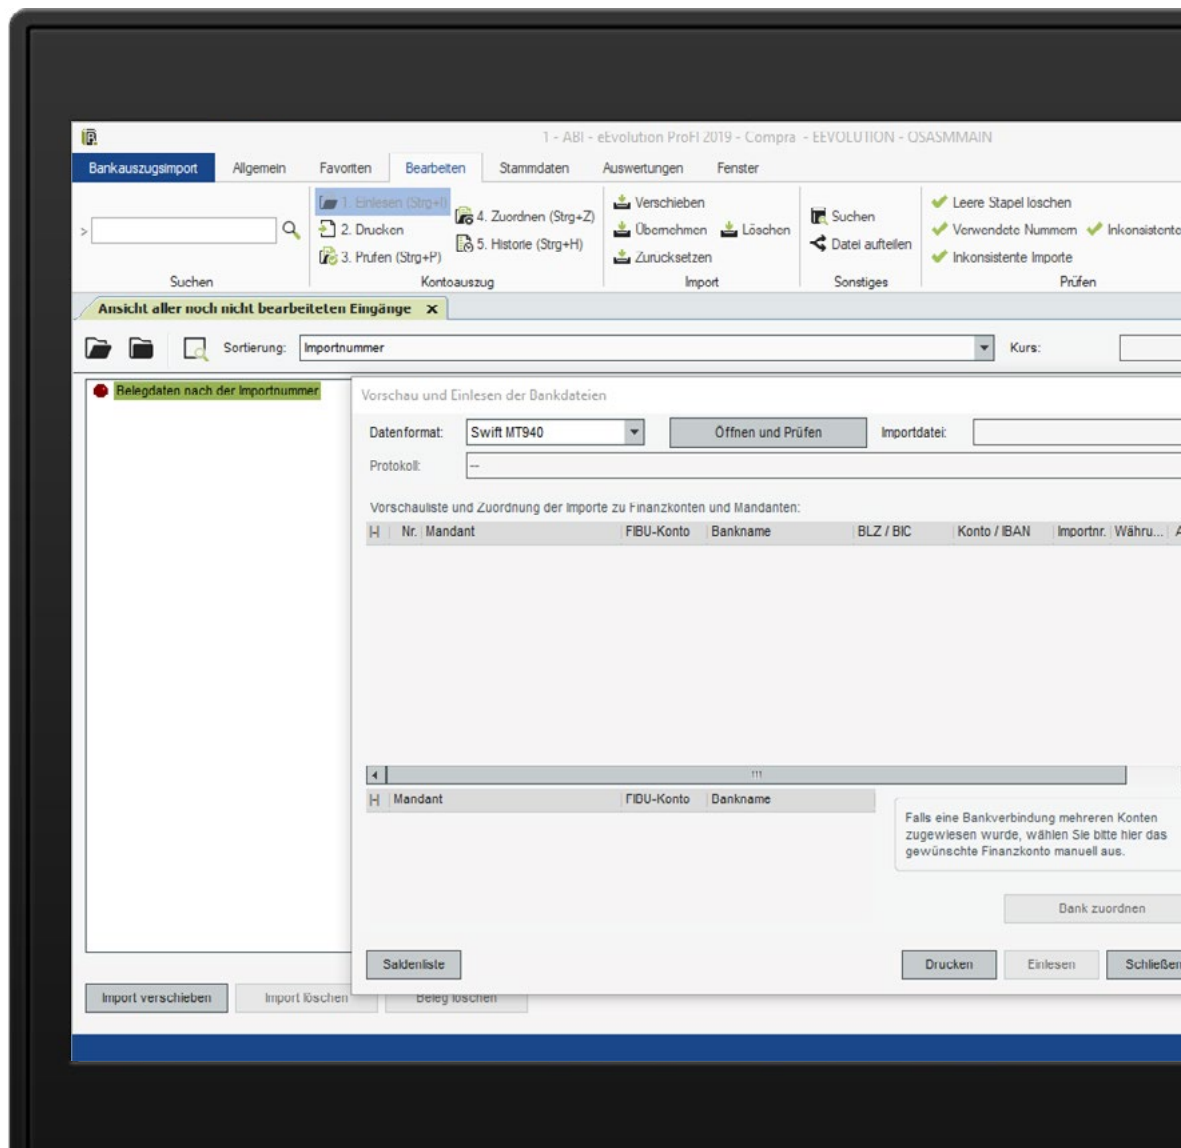 1 - ABI - eEvolution ProFI 2019 - Compra - EEVOLUTION - OSASMMAIN
Bankauszugsimport Allgemein Favoriten Bearbeiten Stammdaten Auswertungen Fenster
1. Einlesen (Strg+I)
2. Drucken
3. Prüfen (Strg+P)
4. Zuordnen (Strg+Z)
5. Historie (Strg+H)
Verschieben
Übernehmen Löschen
Zurücksetzen
Suchen
Datei aufteilen
Leere Stapel löschen
Verwendete Nummern Inkonsistente
Inkonsistente Importe
> 
Suchen Kontoauszug Import Sonstiges Prüfen
Ansicht aller noch nicht bearbeiteten Eingänge x
Sortierung: Importnummer Kurs:
Belegdaten nach der Importnummer
Vorschau und Einlesen der Bankdateien
Datenformat: Swift MT940 Öffnen und Prüfen Importdatei:
Protokoll: --
Vorschauliste und Zuordnung der Importe zu Finanzkonten und Mandanten:
[-] Nr. Mandant FIBU-Konto Bankname BLZ / BIC Konto / IBAN Importnr. Währu... A
[-] Mandant FIBU-Konto Bankname
Falls eine Bankverbindung mehreren Konten
zugewiesen wurde, wählen Sie bitte hier das
gewünschte Finanzkonto manuell aus.
Bank zuordnen
Saldenliste Drucken Einlesen Schließen
Import verschieben Import löschen Beleg löschen